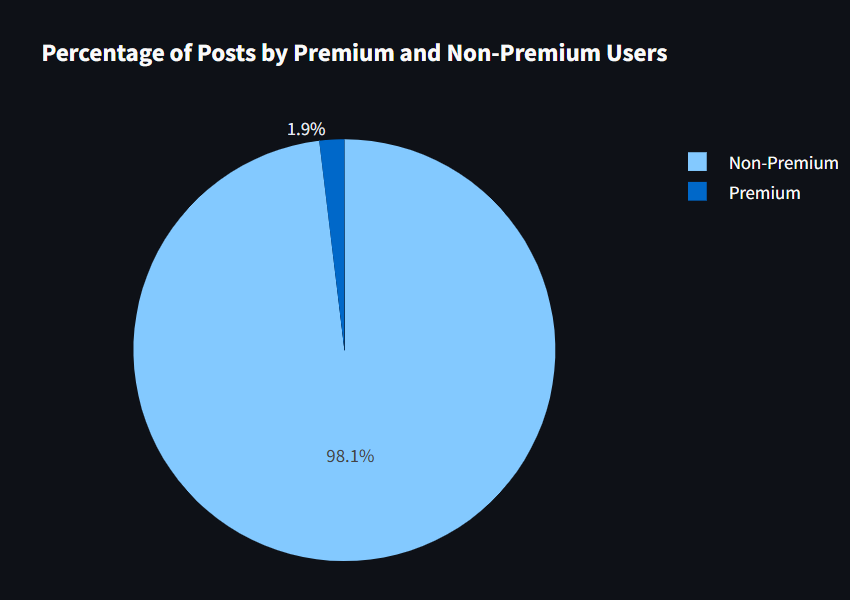 Percentage of Posts by Premium and Non-Premium Users
1.9%
Non-Premium
Premium
98.1%